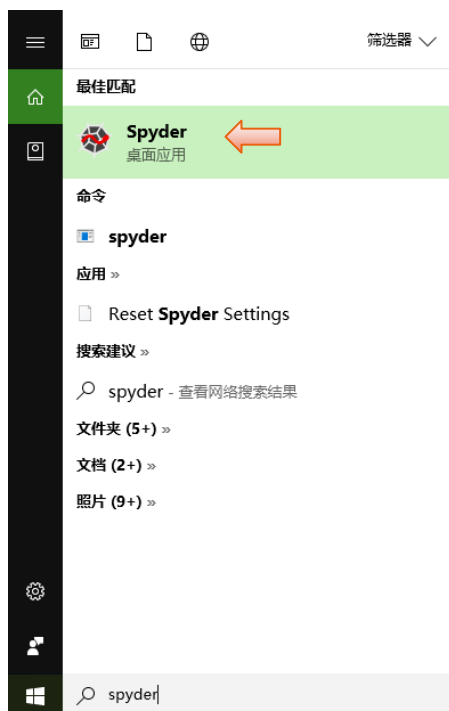 筛选器
最佳匹配
Spyder
桌面应用
命令
spyder
应用 »
Reset Spyder Settings
搜索建议 »
spyder - 查看网络搜索结果
文件夹 (5+) »
文档 (2+) »
照片 (9+) »
spyder